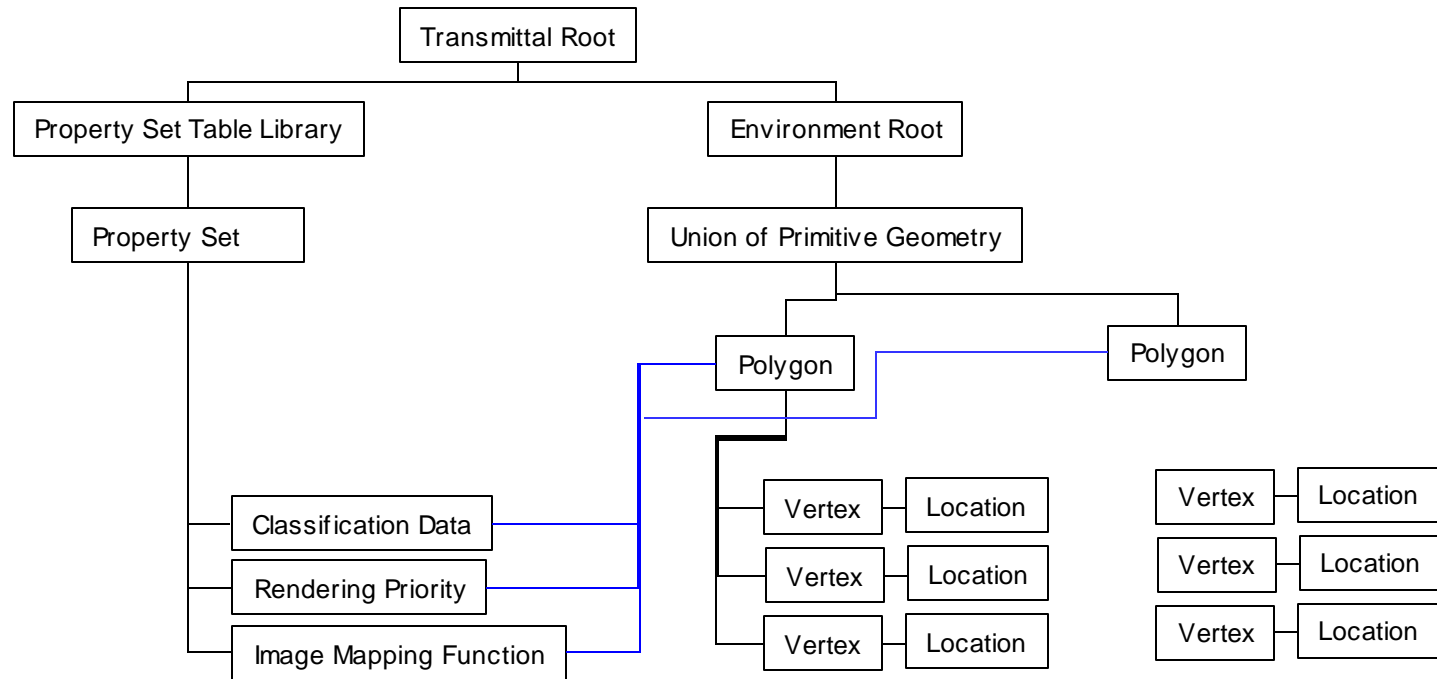 Transmittal Root
Property Set Table Library
Environment Root
Property Set
Union of Primitive Geometry
Polygon
Polygon
Classification Data
Rendering Priority
Image Mapping Function
Vertex
Location
Vertex
Location
Vertex
Location
Vertex
Location
Vertex
Location
Vertex
Location